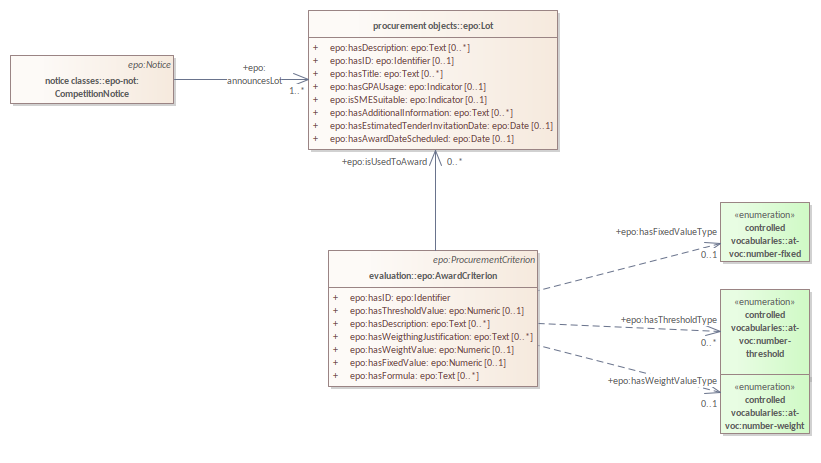 procurement objects::epo:Lot
+ epo:hasDescription: epo:Text [0..*]
+ epo:hasID: epo:Identifier [0..1]
+ epo:hasTitle: epo:Text [0..*]
+ epo:hasGPAUsage: epo:Indicator [0..1]
+ epo:isSMESuitable: epo:Indicator [0..1]
+ epo:hasAdditionalInformation: epo:Text [0..*]
+ epo:hasEstimatedTenderInvitationDate: epo:Date [0..1]
+ epo:hasAwardDateScheduled: epo:Date [0..1]
epo:Notice
notice classes::epo-not:
CompetitionNotice
+epo:
announcesLot
1..*
+epo:isUsedToAward
0..*
epo:ProcurementCriterion
evaluation::epo:AwardCriterion
+ epo:hasID: epo:Identifier
+ epo:hasThresholdValue: epo:Numeric [0..1]
+ epo:hasDescription: epo:Text [0..*]
+ epo:hasWeigthingJustification: epo:Text [0..*]
+ epo:hasWeightValue: epo:Numeric [0..1]
+ epo:hasFixedValue: epo:Numeric [0..1]
+ epo:hasFormula: epo:Text [0..*]
+epo:hasFixedValueType
0..1
«enumeration»
controlled
vocabularies::at-
voc:number-fixed
+epo:hasThresholdType
0..*
«enumeration»
controlled
vocabularies::at-
voc:number-
threshold
+epo:hasWeightValueType
0..1
«enumeration»
controlled
vocabularies::at-
voc:number-weight